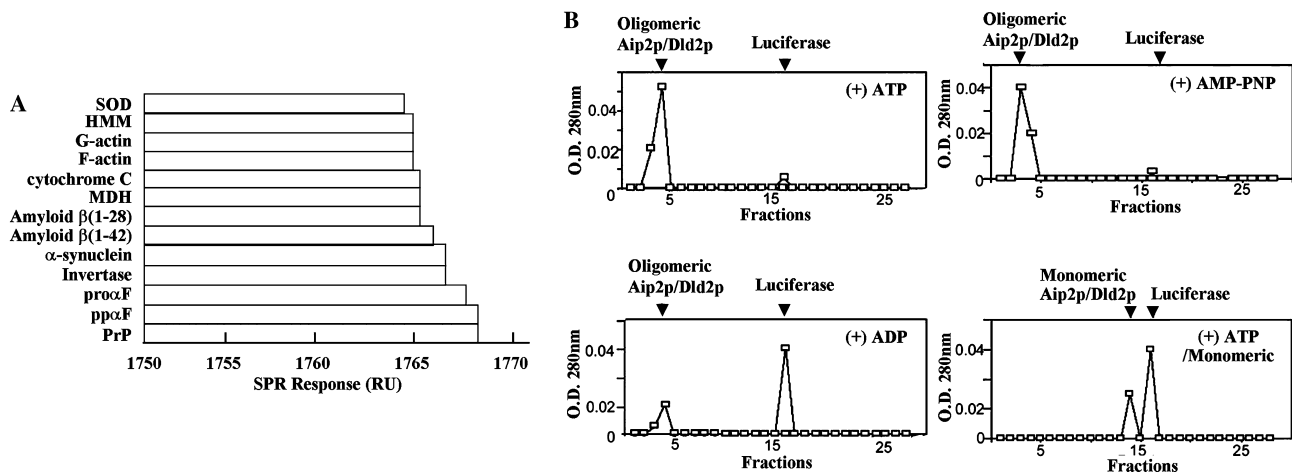 A
SOD
HMM
G-actin
F-actin
cytochrome C
MDH
Amyloid β(1-28)
Amyloid β(1-42)
α-synuclein
Invertase
proαF
ppαF
PrP
1750 1755 1760 1765 1770
SPR Response (RU)
B
Oligomeric
Aip2p/Dld2p
Luciferase
(+) ATP
O.D. 280nm
0.04
0.02
0
5 15 25
Fractions
Oligomeric
Aip2p/Dld2p
Luciferase
(+) AMP-PNP
O.D. 280nm
0.04
0.02
0
5 15 25
Fractions
Oligomeric
Aip2p/Dld2p
Luciferase
(+) ADP
O.D. 280nm
0.04
0.02
0
5 15 25
Fractions
Monomeric
Aip2p/Dld2p
Luciferase
(+) ATP
/Monomeric
O.D. 280nm
0.04
0.02
0
5 15 25
Fractions